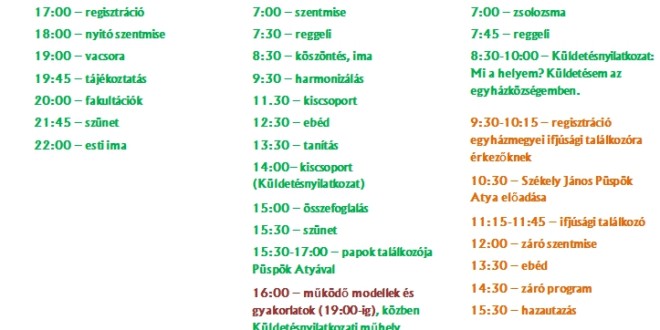 17:00 – regisztráció
18:00 – nyitó szentmise
19:00 – vacsora
19:45 – tájékoztatás
20:00 – fakultációk
21:45 – szünet
22:00 – esti ima
7:00 – szentmise
7:30 – reggeli
8:30 – köszöntés, ima
9:30 – harmonizálás
11.30 – kiscsoport
12:30 – ebéd
13:30 – tanítás
14:00– kiscsoport
(Küldetésnyilatkozat)
15:00 – összefoglalás
15:30 – szünet
15:30-17:00 – papok találkozója
Püspök Atyával
16:00 – működő modellek és
gyakorlatok (19:00-ig), közben
Küldetésnyilatkozati műhely
7:00 – zsolozsma
7:45 – reggeli
8:30-10:00 – Küldetésnyilatkozat:
Mi a helyem? Küldetésem az
egyházközségemben.
9:30-10:15 – regisztráció
egyházmegyei ifjúsági találkozóra
érkezőknek
10:30 – Székely János Püspök
Atya előadása
11:15-11:45 – ifjúsági találkozó
12:00 – záró szentmise
13:30 – ebéd
14:30 – záró program
15:30 – hazautazás